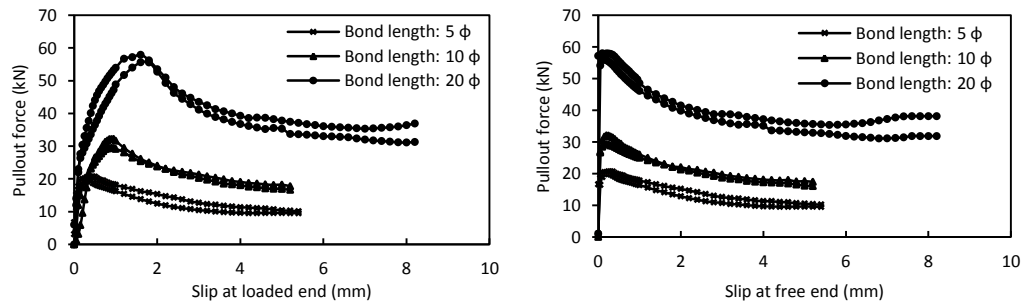 70
60
50
40
30
20
10
0
Pullout force (kN)
Bond length: 5 ф
Bond length: 10 ф
Bond length: 20 ф
0 2 4 6 8 10
Slip at loaded end (mm)
70
60
50
40
30
20
10
0
Pullout force (kN)
Bond length: 5 ф
Bond length: 10 ф
Bond length: 20 ф
0 2 4 6 8 10
Slip at free end (mm)